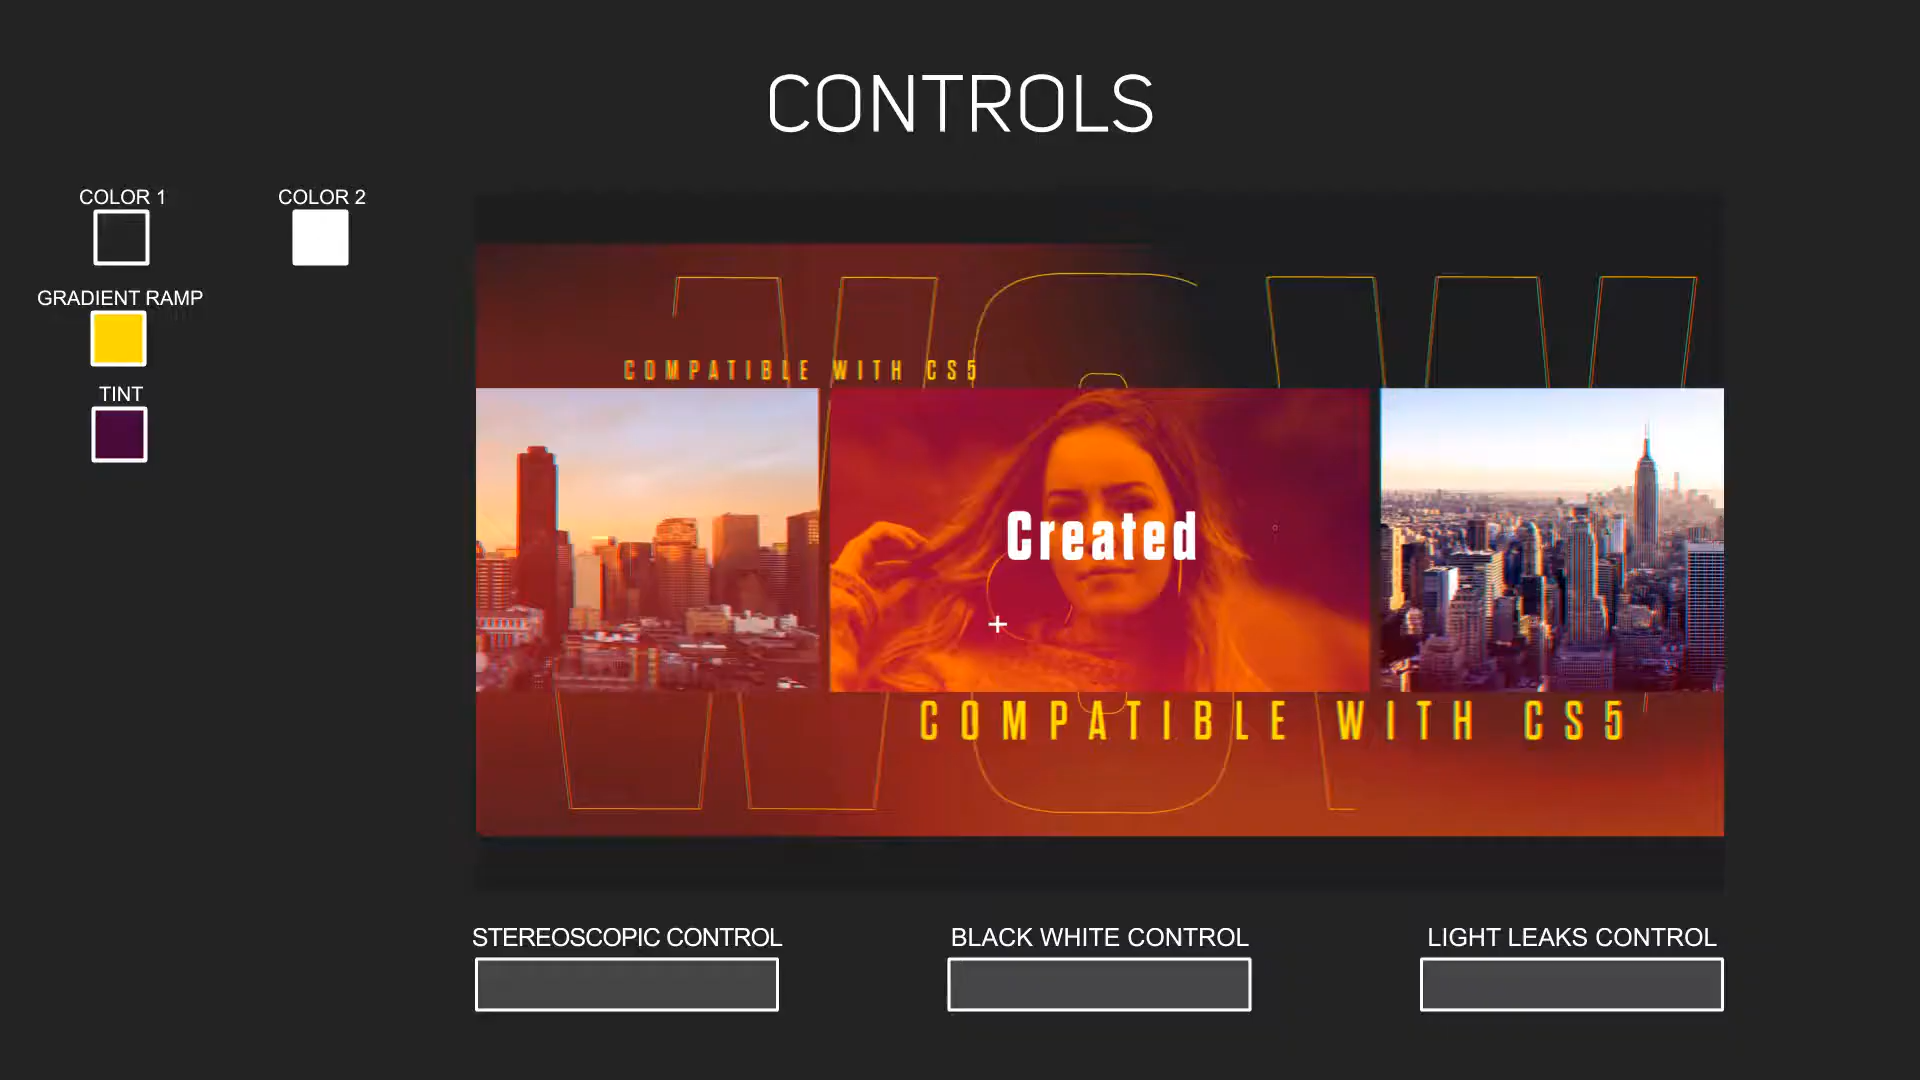 CONTROLS
COLOR 1
COLOR 2
GRADIENT RAMP
TINT
COMPATIBLE WITH CS5
Created
COMPATIBLE WITH CS5
STEREOSCOPIC CONTROL
BLACK WHITE CONTROL
LIGHT LEAKS CONTROL